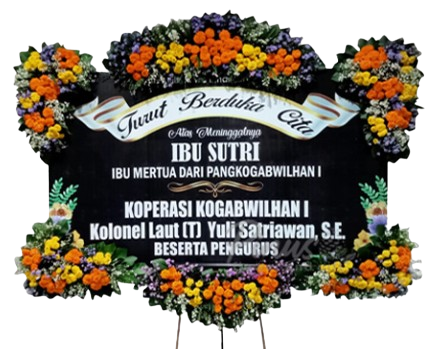 Turut Berduka Cita
Atas Meninggalnya
IBU SUTRI
IBU MERTUA DARI PANGKOGABWILHAN I
KOPERASI KOGABWILHAN I
Kolonel Laut (T) Yuli Satriawan, S.E.
BESERTA PENGURUS